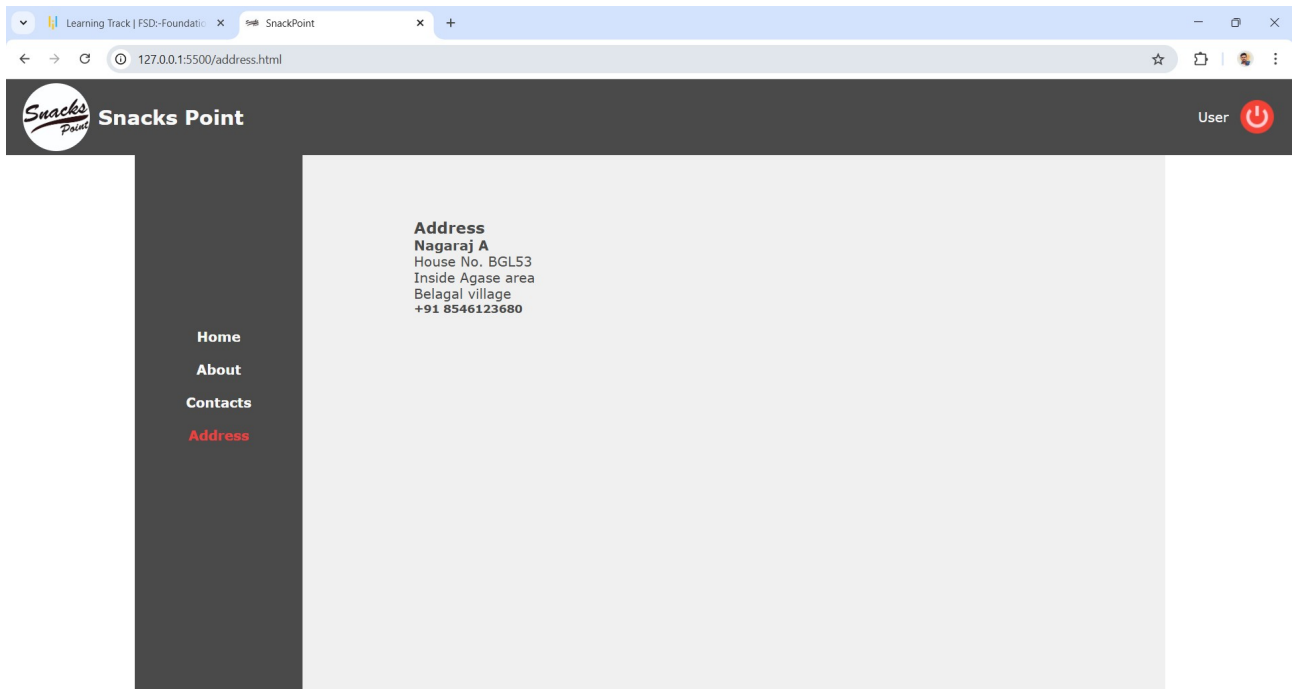 Learning Track | FSD:-Foundatio
SnackPoint
127.0.0.1:5500/address.html
Snacks
Point
Snacks Point
User
Address
Nagaraj A
House No. BGL53
Inside Agase area
Belagal village
+91 8546123680
Home
About
Contacts
Address